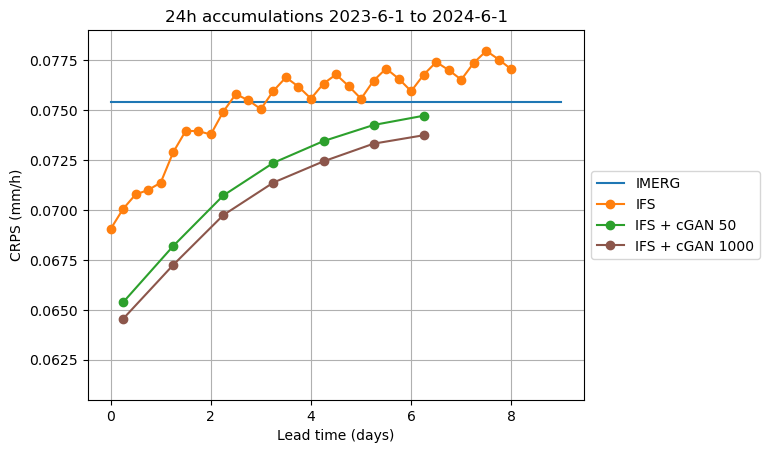 24h accumulations 2023-6-1 to 2024-6-1
CRPS (mm/h)
0.0775
0.0750
0.0725
0.0700
0.0675
0.0650
0.0625
0 2 4 6 8
Lead time (days)
IMERG
IFS
IFS + cGAN 50
IFS + cGAN 1000